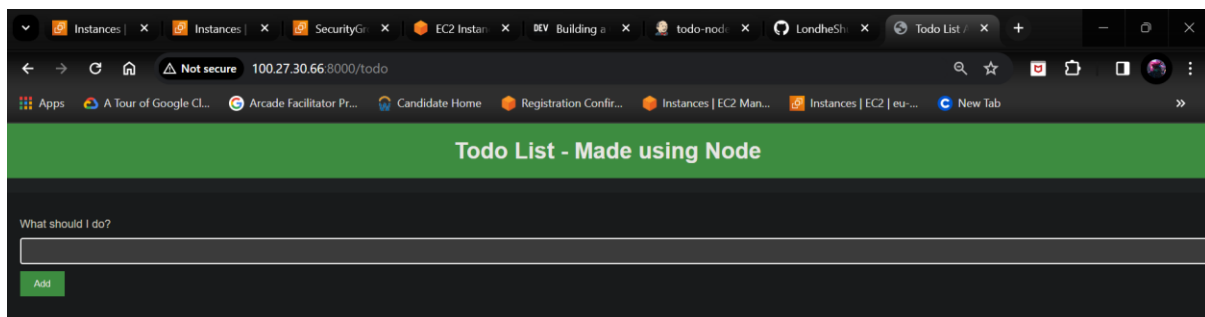 Instances | Instances | SecurityGr EC2 Instan DEV Building a todo-node LondheSh Todo List /
Not secure 100.27.30.66:8000/todo
Apps A Tour of Google Cl... Arcade Facilitator Pr... Candidate Home Registration Confir... Instances | EC2 Man... Instances | EC2 | eu-... New Tab »
Todo List - Made using Node
What should I do?
Add